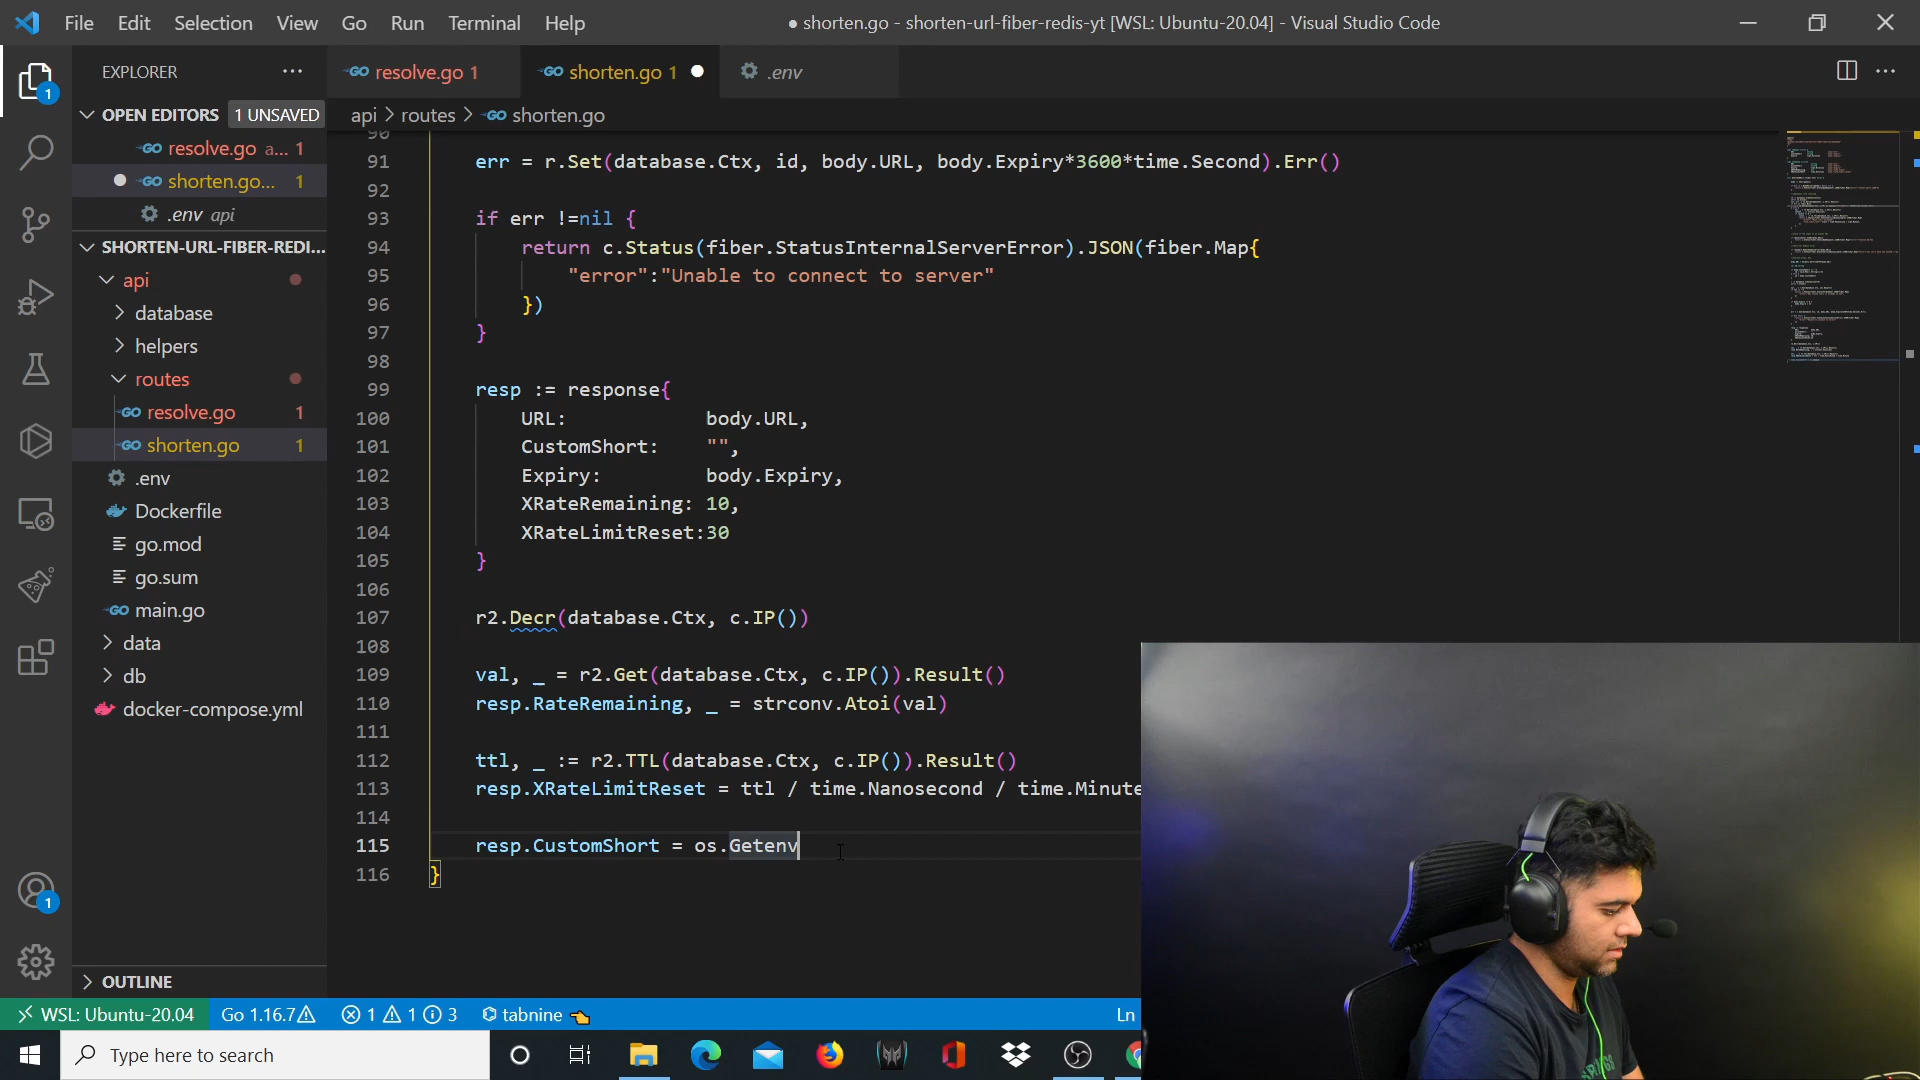 File Edit Selection View Go Run Terminal Help
● shorten.go - shorten-url-fiber-redis-yt [WSL: Ubuntu-20.04] - Visual Studio Code
EXPLORER
resolve.go 1
shorten.go 1
.env
OPEN EDITORS 1 UNSAVED
api > routes > shorten.go
resolve.go a... 1
shorten.go... 1
.env api
SHORTEN-URL-FIBER-REDI...
api
database
helpers
routes
resolve.go 1
shorten.go 1
.env
Dockerfile
go.mod
go.sum
main.go
data
db
docker-compose.yml
OUTLINE
90
91 err = r.Set(database.Ctx, id, body.URL, body.Expiry*3600*time.Second).Err()
92
93 if err !=nil {
94 return c.Status(fiber.StatusInternalServerError).JSON(fiber.Map{
95 "error":"Unable to connect to server"
96 })
97 }
98
99 resp := response{
100 URL: body.URL,
101 CustomShort: "",
102 Expiry: body.Expiry,
103 XRateRemaining: 10,
104 XRateLimitReset:30
105 }
106
107 r2.Decr(database.Ctx, c.IP())
108
109 val, _ = r2.Get(database.Ctx, c.IP()).Result()
110 resp.RateRemaining, _ = strconv.Atoi(val)
111
112 ttl, _ := r2.TTL(database.Ctx, c.IP()).Result()
113 resp.XRateLimitReset = ttl / time.Nanosecond / time.Minute
114
115 resp.CustomShort = os.Getenv
116 }
WSL: Ubuntu-20.04 Go 1.16.7 1 1 3 tabnine Ln
Type here to search